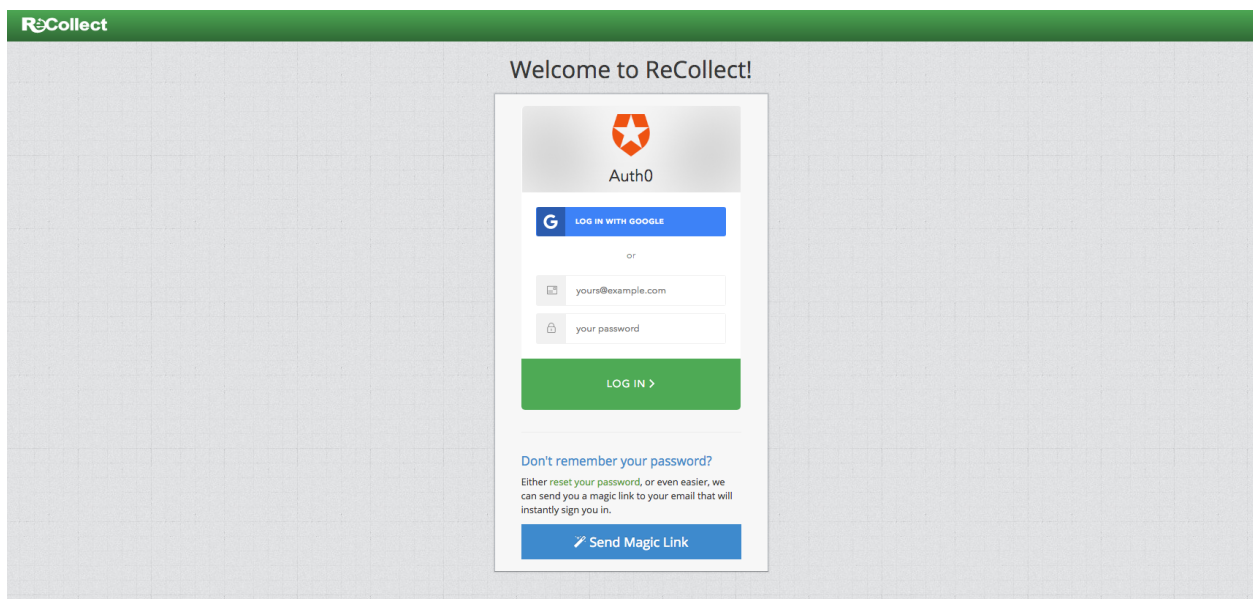 ReCollect
Welcome to ReCollect!
Auth0
G LOG IN WITH GOOGLE
or
yours@example.com
your password
LOG IN >
Don't remember your password?
Either reset your password, or even easier, we
can send you a magic link to your email that will
instantly sign you in.
Send Magic Link